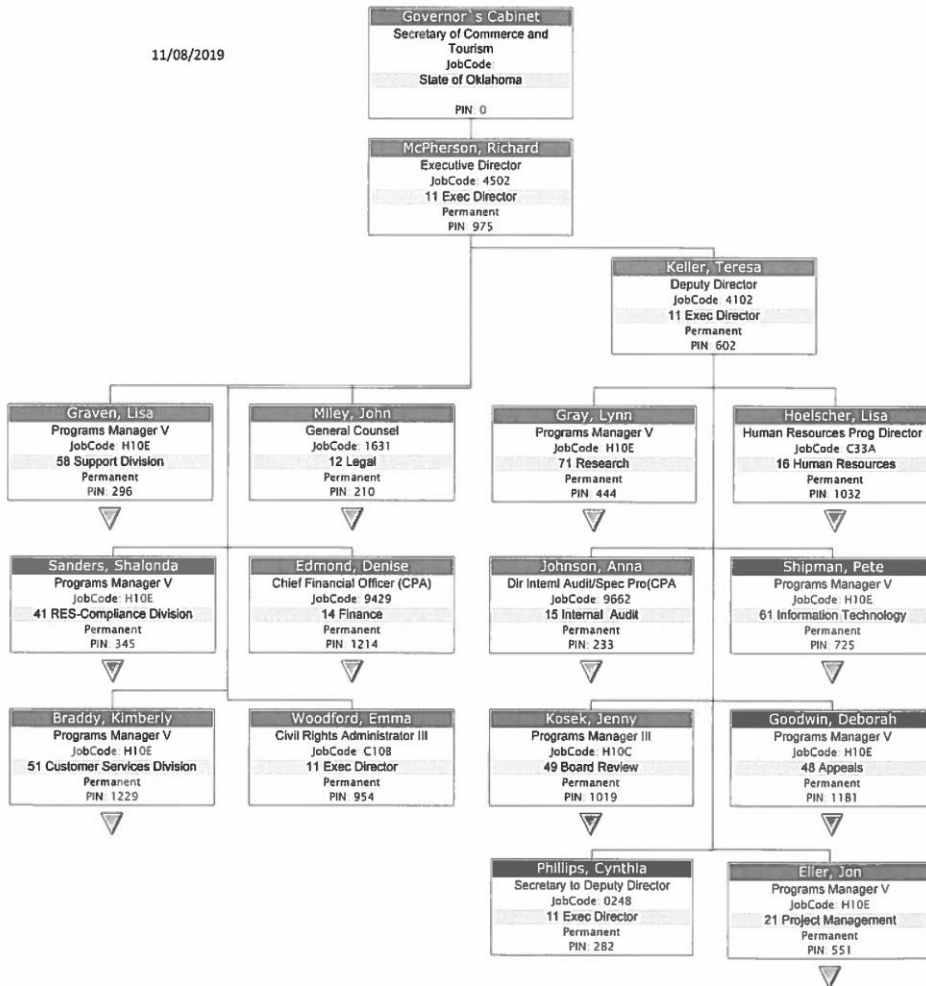 11/08/2019
Governor`s Cabinet
Secretary of Commerce and
Tourism
JobCode:
State of Oklahoma
PIN: 0
McPherson, Richard
Executive Director
JobCode: 4502
11 Exec Director
Permanent
PIN: 975
Keller, Teresa
Deputy Director
JobCode: 4102
11 Exec Director
Permanent
PIN: 602
Graven, Lisa
Programs Manager V
JobCode: H10E
58 Support Division
Permanent
PIN: 296
Miley, John
General Counsel
JobCode: 1631
12 Legal
Permanent
PIN: 210
Gray, Lynn
Programs Manager V
JobCode: H10E
71 Research
Permanent
PIN: 444
Hoelscher, Lisa
Human Resources Prog Director
JobCode: C33A
16 Human Resources
Permanent
PIN: 1032
Sanders, Shalonda
Programs Manager V
JobCode: H10E
41 RES-Compliance Division
Permanent
PIN: 345
Edmond, Denise
Chief Financial Officer (CPA)
JobCode: 9429
14 Finance
Permanent
PIN: 1214
Johnson, Anna
Dir Internl Audit/Spec Pro(CPA
JobCode: 9662
15 Internal Audit
Permanent
PIN: 233
Shipman, Pete
Programs Manager V
JobCode: H10E
61 Information Technology
Permanent
PIN: 725
Braddy, Kimberly
Programs Manager V
JobCode: H10E
51 Customer Services Division
Permanent
PIN: 1229
Woodford, Emma
Civil Rights Administrator III
JobCode: C10B
11 Exec Director
Permanent
PIN: 954
Kosek, Jenny
Programs Manager III
JobCode: H10C
49 Board Review
Permanent
PIN: 1019
Goodwin, Deborah
Programs Manager V
JobCode: H10E
48 Appeals
Permanent
PIN: 1181
Phillips, Cynthia
Secretary to Deputy Director
JobCode: 0248
11 Exec Director
Permanent
PIN: 282
Eller, Jon
Programs Manager V
JobCode: H10E
21 Project Management
Permanent
PIN: 551